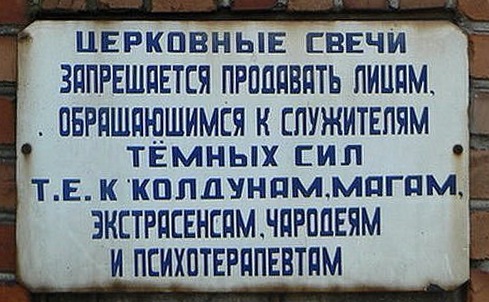 ЦЕРКОВНЫЕ СВЕЧИ
ЗАПРЕЩАЕТСЯ ПРОДАВАТЬ ЛИЦАМ,
ОБРАЩАЮЩИМСЯ К СЛУЖИТЕЛЯМ
ТЁМНЫХ СИЛ
Т.Е. К КОЛДУНАМ, МАГАМ,
ЭКСТРАСЕНСАМ, ЧАРОДЕЯМ
И ПСИХОТЕРАПЕВТАМ